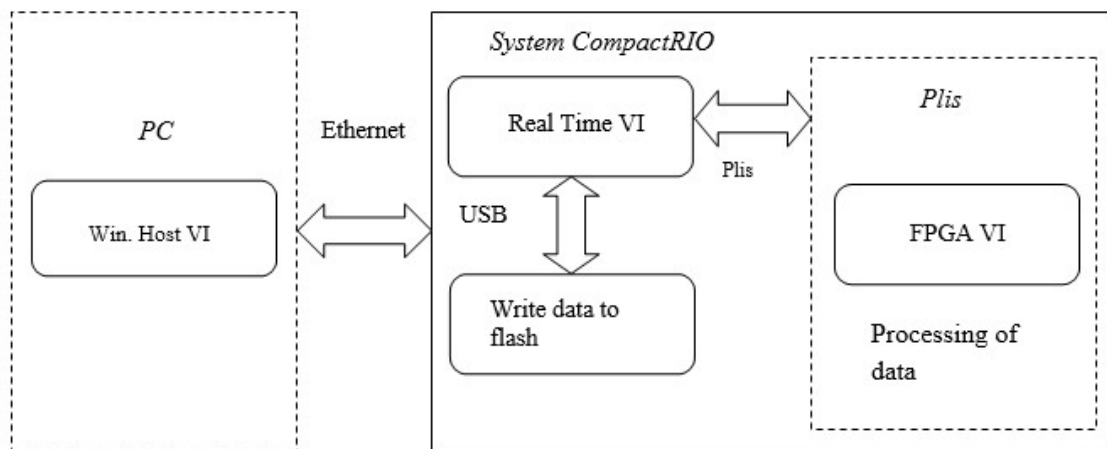 PC
Win. Host VI
Ethernet
System CompactRIO
Real Time VI
USB
Write data to
flash
Plis
Plis
FPGA VI
Processing of
data